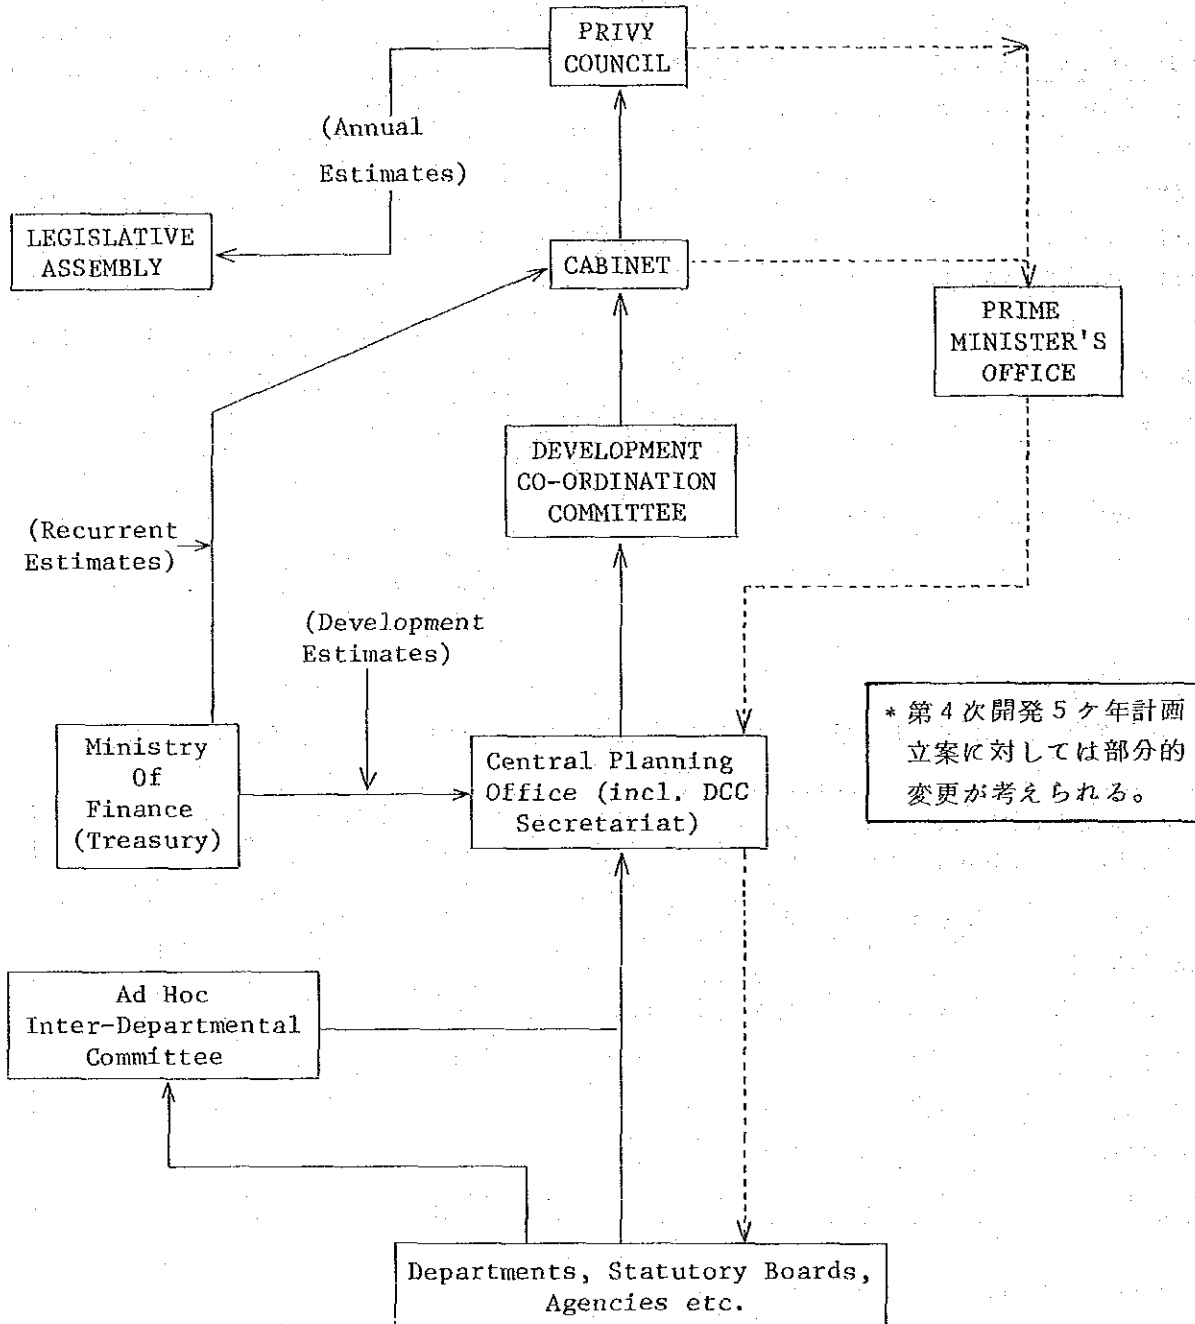 PRIVY
COUNCIL
(Annual
Estimates)
LEGISLATIVE
ASSEMBLY
CABINET
PRIME
MINISTER'S
OFFICE
DEVELOPMENT
CO-ORDINATION
COMMITTEE
(Recurrent
Estimates)
(Development
Estimates)
Ministry
Of
Finance
(Treasury)
Central Planning
Office (incl. DCC
Secretariat)
* 第4次開発5ケ年計画
立案に対しては部分的
変更が考えられる。
Ad Hoc
Inter-Departmental
Committee
Departments, Statutory Boards,
Agencies etc.